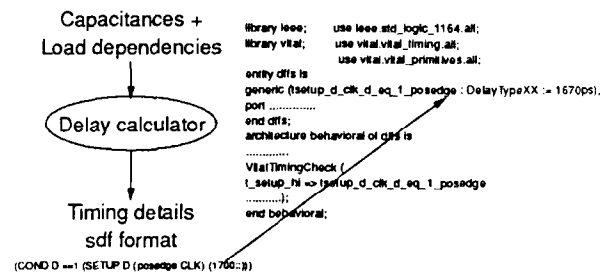 Capacitances +
Load dependencies
Delay calculator
Timing details
sdf format
(COND D ==1 (SETUP D (posedge CLK) (1700::)))
library ieee; use ieee.std_logic_1164.all;
library vital; use vital.vital_timing.all;
use vital.vital_primitives.all;
entity dffs is
generic (tsetup_d_clk_d_eq_1_posedge : DelayTypeXX := 1670ps),
port ..............
end dffs;
architecture behavioral of dffs is
..............
VitalTimingCheck (
t_setup_hi => tsetup_d_clk_d_eq_1_posedge
...........);
end behavioral;